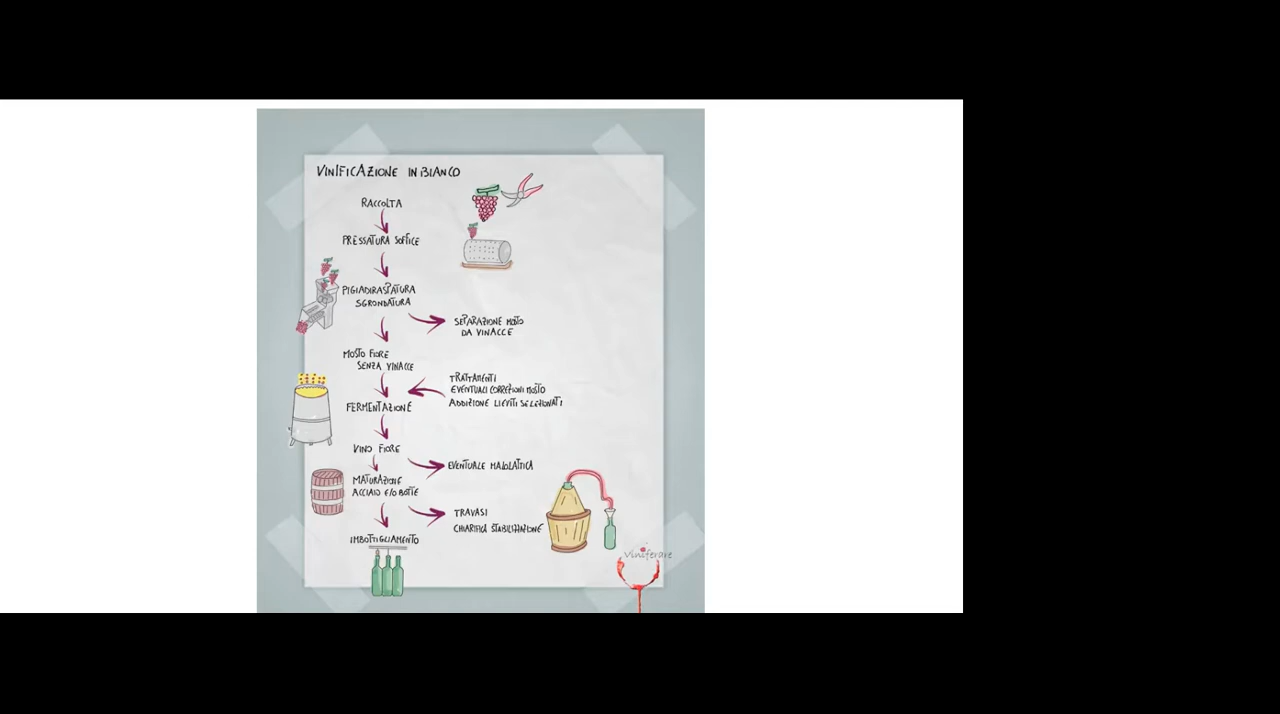 VINIFICAZIONE IN BIANCO
RACCOLTA
PRESSATURA SOFFICE
PIGIADIRASPATURA
SGRONDATURA
SEPARAZIONE MOSTO
DA VINACCE
MOSTO FIORE
SENZA VINACCE
TRATTAMENTI
EVENTUALI CORREZIONI MOSTO
ADDIZIONE LIEVITI SELEZIONATI
FERMENTAZIONE
VINO FIORE
EVENTUALE MALOLATTICA
MATURAZIONE
ACCIAIO E/O BOTTE
TRAVASI
CHIARIFICA STABILIZZAZIONE
IMBOTTIGLIAMENTO
Viniferare